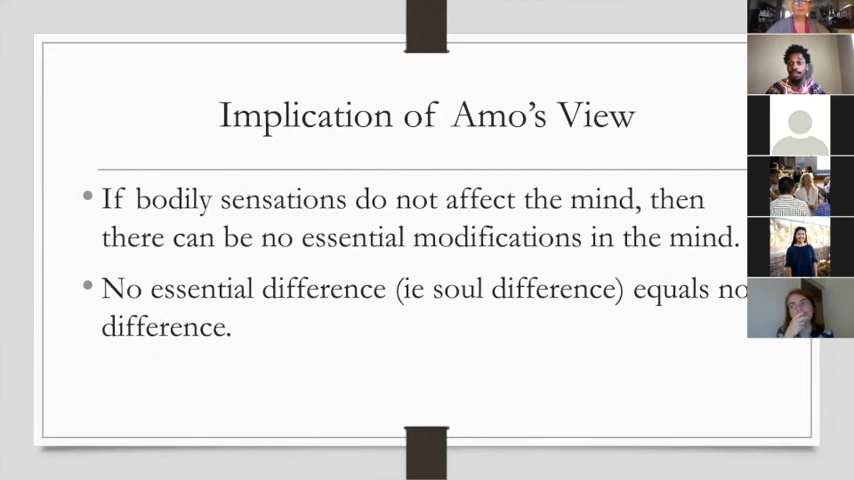 Implication of Amo's View
• If bodily sensations do not affect the mind, then
there can be no essential modifications in the mind.
• No essential difference (ie soul difference) equals no
difference.